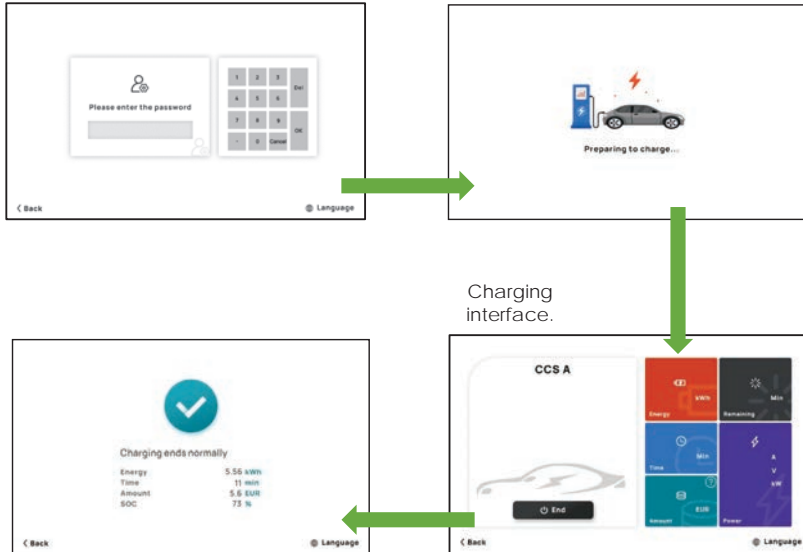 Please enter the password
1 2 3
Del
4 5 6
7 8 9
OK
- 0 Cancel
< Back
Language
Preparing to charge...
Charging
interface.
CCS A
End
kWh
Energy
Min
Remaining
Min
Time
A
V
kW
Power
?
EUR
Amount
< Back
Language
Charging ends normally
Energy 5.56 kWh
Time 11 min
Amount 5.6 EUR
SOC 73 %
< Back
Language